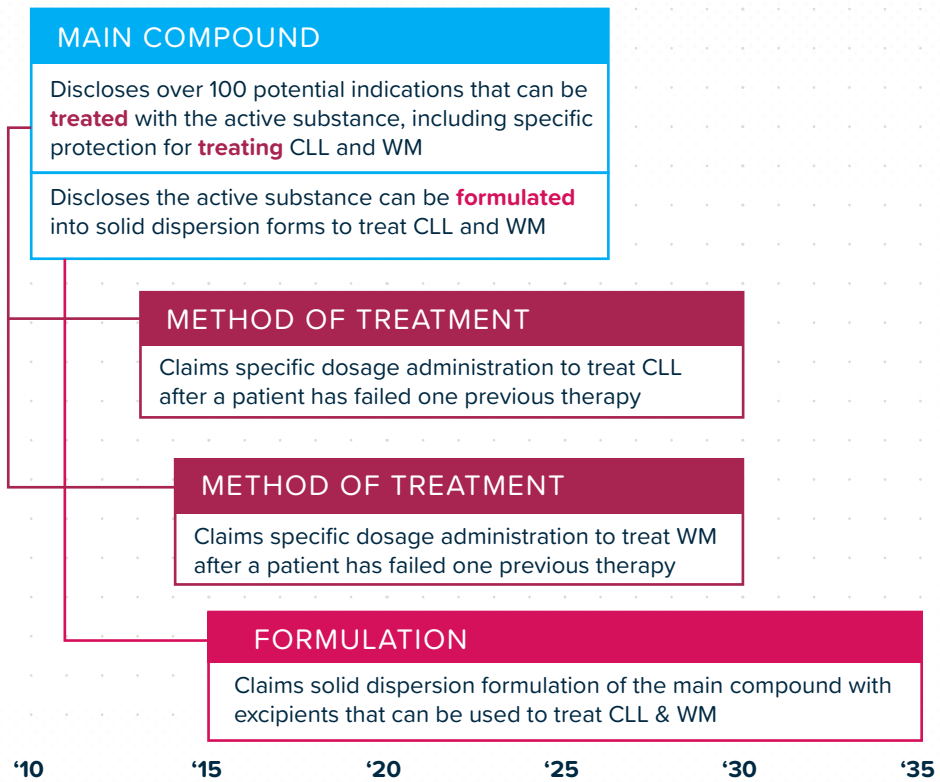 MAIN COMPOUND
Discloses over 100 potential indications that can be
treated with the active substance, including specific
protection for treating CLL and WM
Discloses the active substance can be formulated
into solid dispersion forms to treat CLL and WM
METHOD OF TREATMENT
Claims specific dosage administration to treat CLL
after a patient has failed one previous therapy
METHOD OF TREATMENT
Claims specific dosage administration to treat WM
after a patient has failed one previous therapy
FORMULATION
Claims solid dispersion formulation of the main compound with
excipients that can be used to treat CLL & WM
‘10 ‘15 ‘20 ‘25 ‘30 ‘35